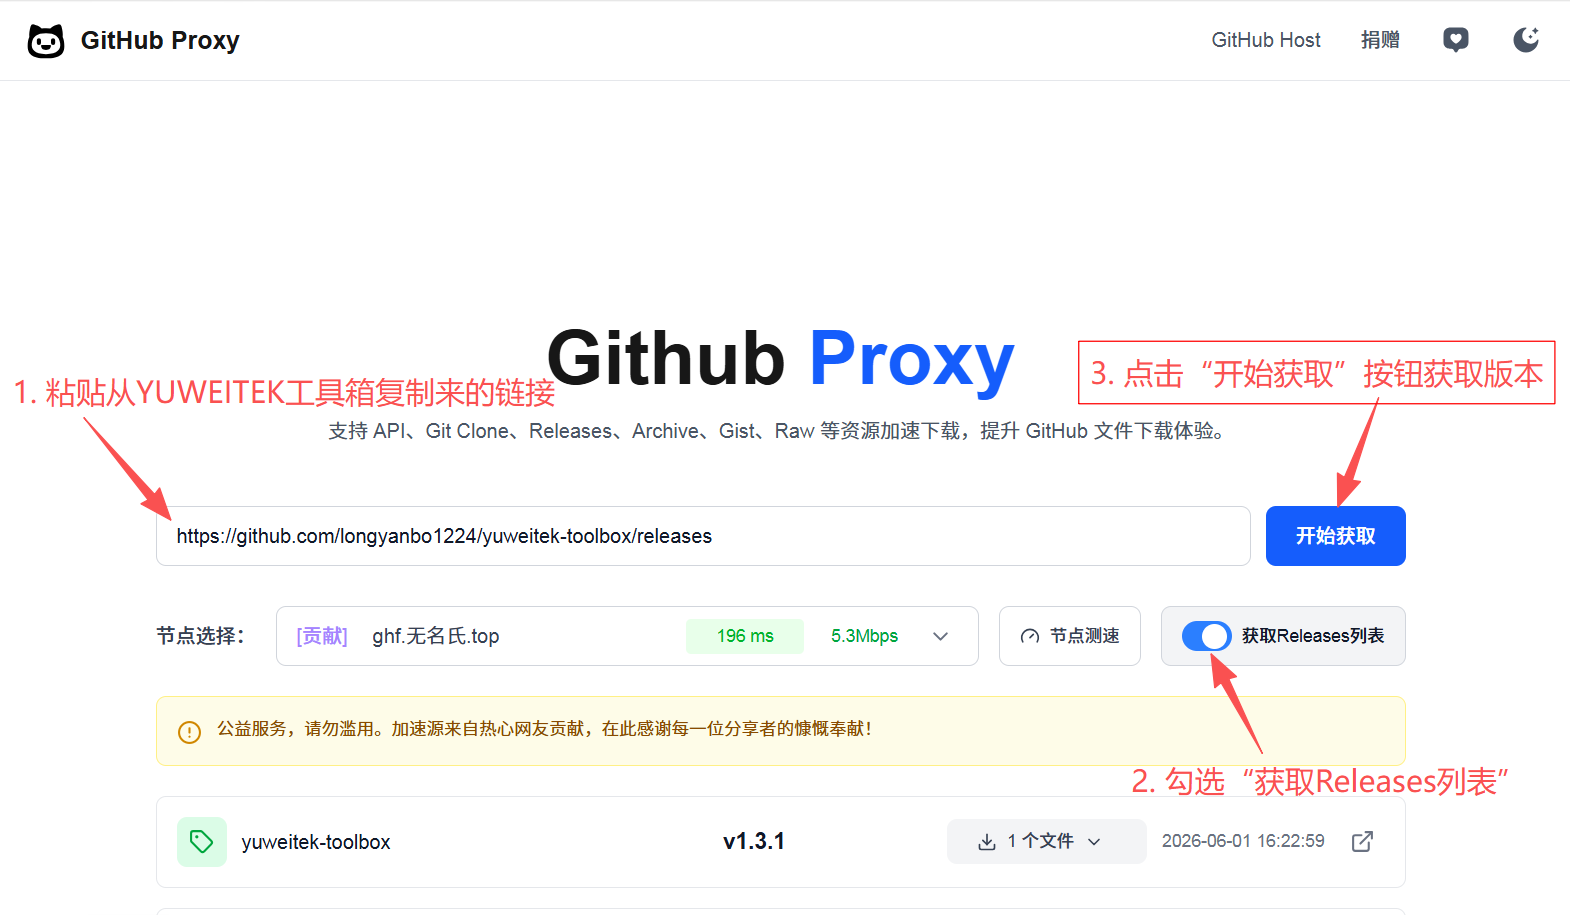 GitHub Proxy
GitHub Host
捐赠
Github Proxy
1. 粘贴从YUWEITEK工具箱复制来的链接
3. 点击“开始获取”按钮获取版本
支持 API、Git Clone、Releases、Archive、Gist、Raw 等资源加速下载，提升 GitHub 文件下载体验。
https://github.com/longyanbo1224/yuweitek-toolbox/releases
开始获取
节点选择：
[贡献] ghf.无名氏.top 196 ms 5.3Mbps
节点测速
获取Releases列表
公益服务，请勿滥用。加速源来自热心网友贡献，在此感谢每一位分享者的慷慨奉献！
2. 勾选“获取Releases列表”
yuweitek-toolbox
v1.3.1
1 个文件
2026-06-01 16:22:59